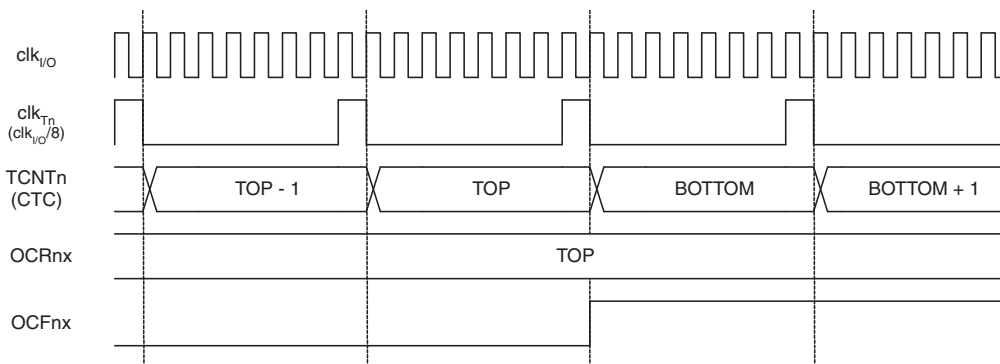 clkI/O
clkTn
(clkI/O/8)
TCNTn
(CTC)
TOP - 1
TOP
BOTTOM
BOTTOM + 1
OCRnx
TOP
OCFnx